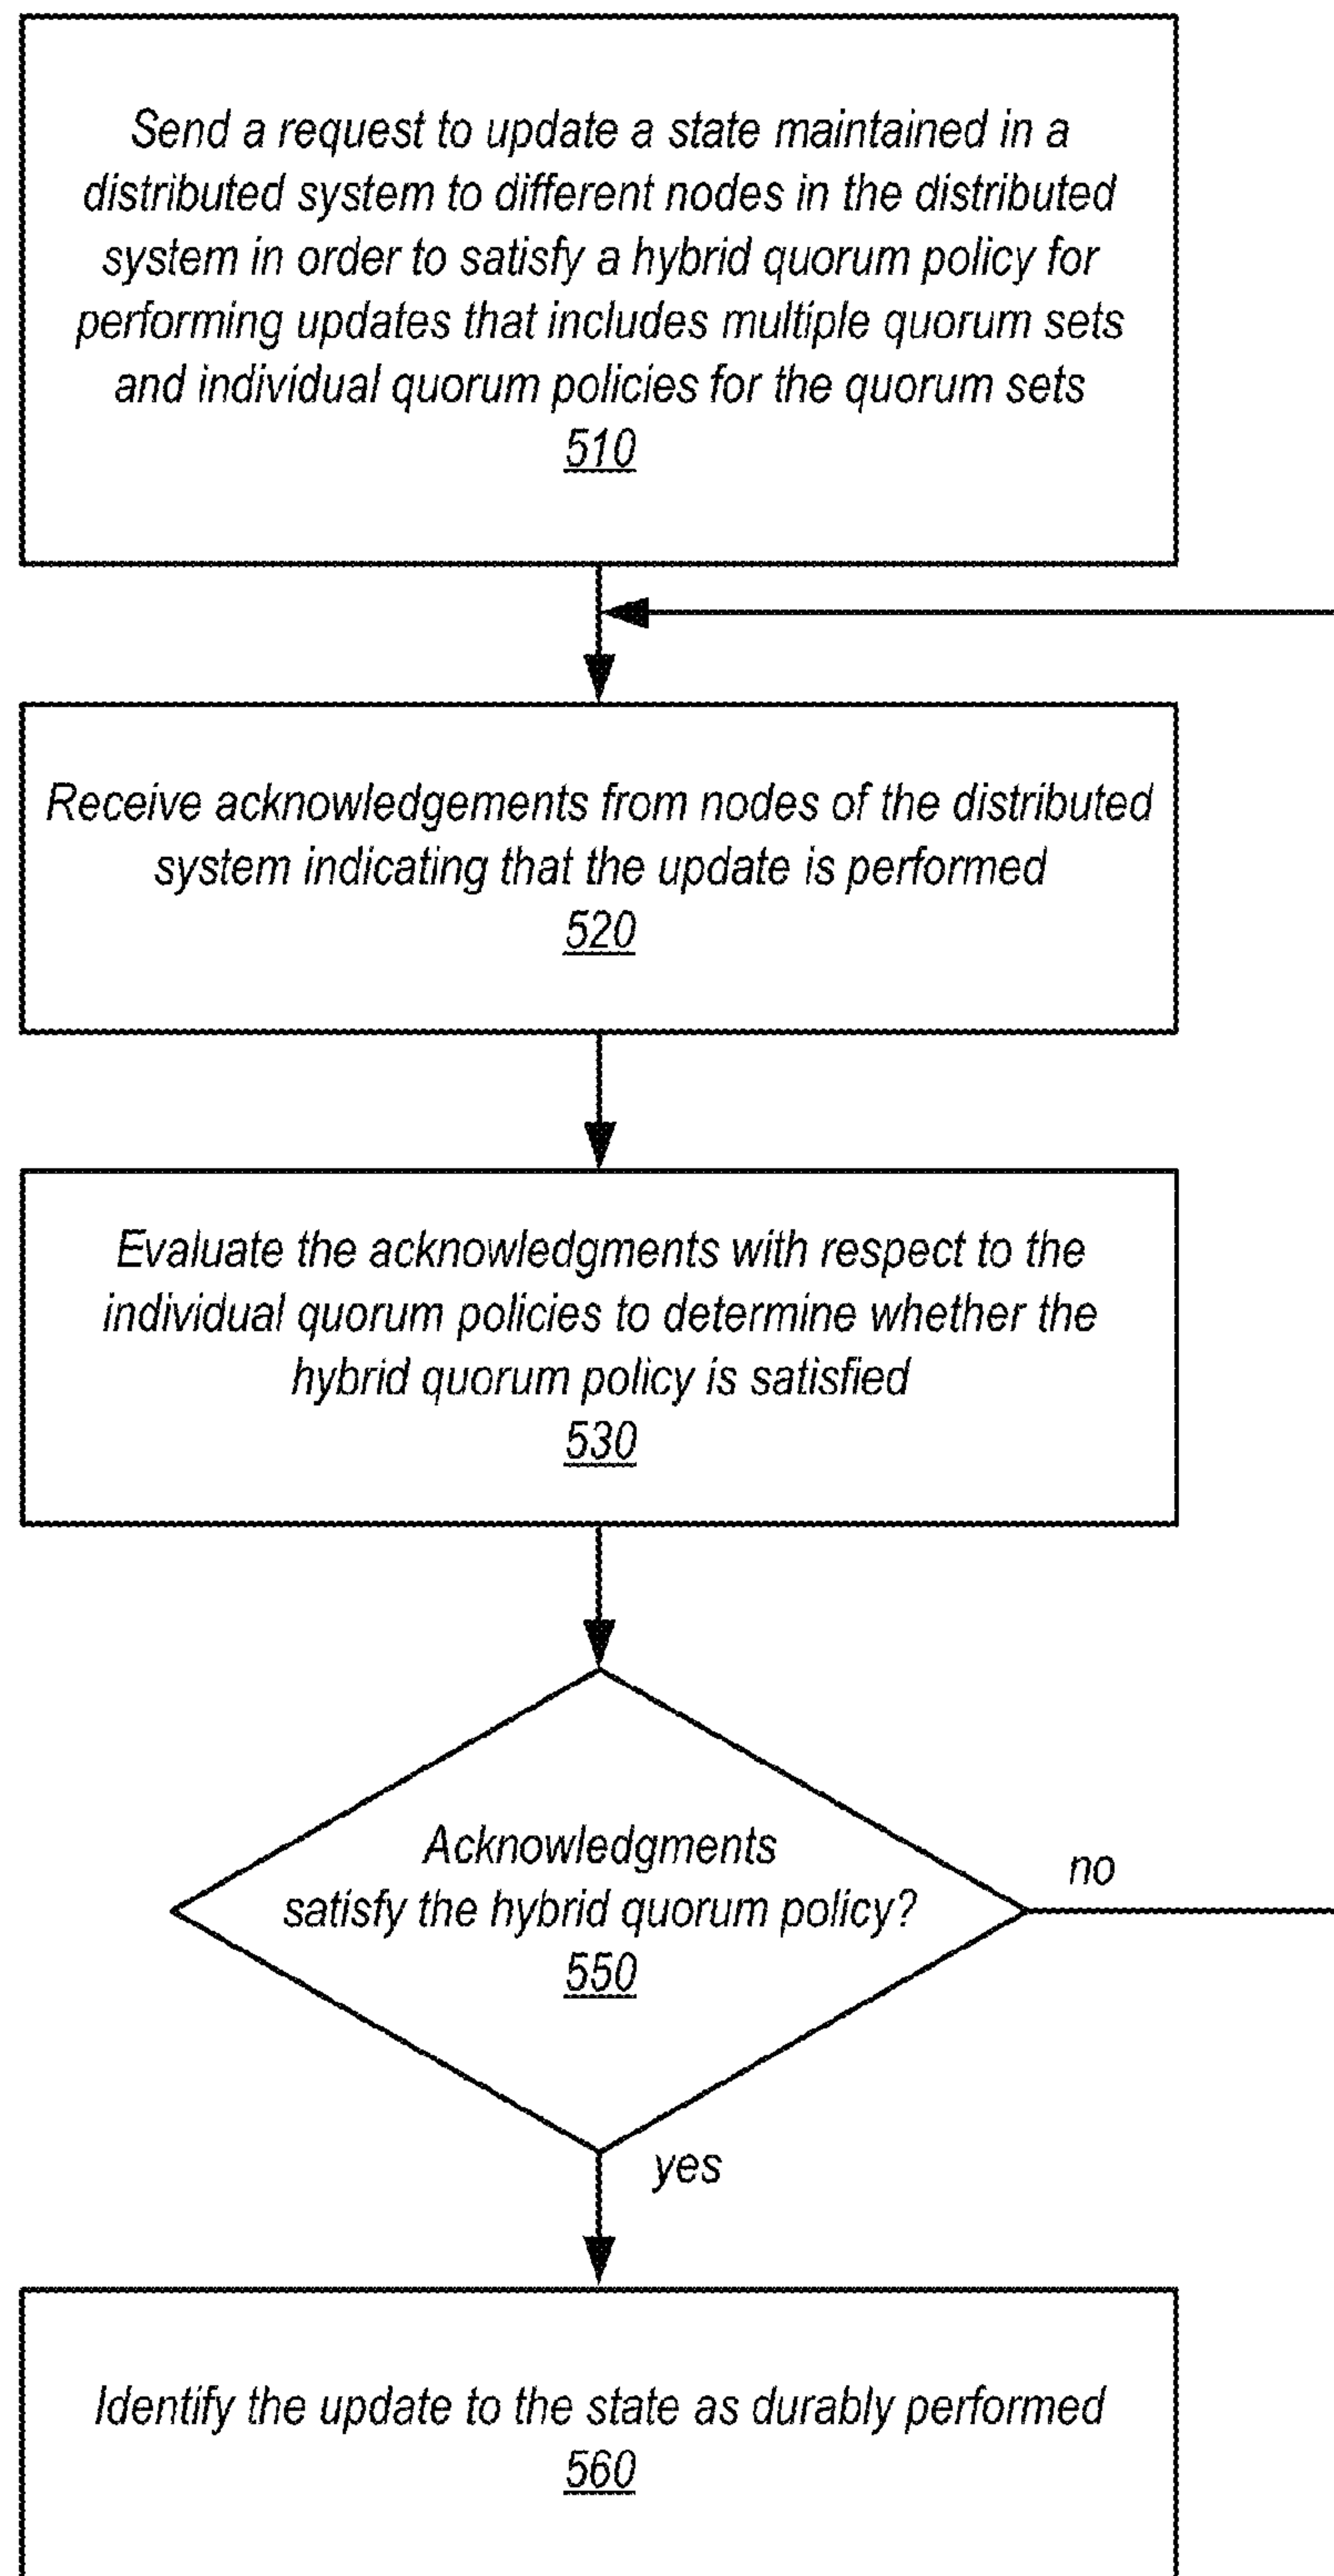 Send a request to update a state maintained in a
distributed system to different nodes in the distributed
system in order to satisfy a hybrid quorum policy for
performing updates that includes multiple quorum sets
and individual quorum policies for the quorum sets
510
Receive acknowledgements from nodes of the distributed
system indicating that the update is performed
520
Evaluate the acknowledgments with respect to the
individual quorum policies to determine whether the
hybrid quorum policy is satisfied
530
Acknowledgments
satisfy the hybrid quorum policy?
550
no
yes
Identify the update to the state as durably performed
560